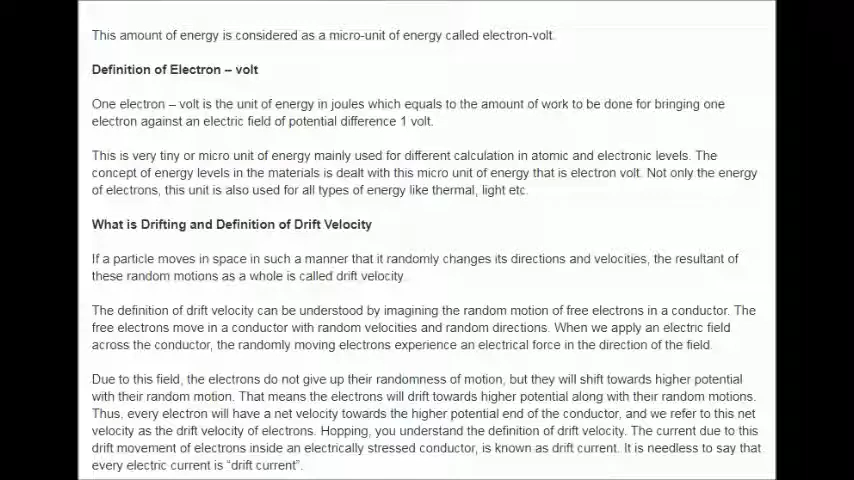 This amount of energy is considered as a micro-unit of energy called electron-volt.
Definition of Electron – volt
One electron – volt is the unit of energy in joules which equals to the amount of work to be done for bringing one
electron against an electric field of potential difference 1 volt.
This is very tiny or micro unit of energy mainly used for different calculation in atomic and electronic levels. The
concept of energy levels in the materials is dealt with this micro unit of energy that is electron volt. Not only the energy
of electrons, this unit is also used for all types of energy like thermal, light etc.
What is Drifting and Definition of Drift Velocity
If a particle moves in space in such a manner that it randomly changes its directions and velocities, the resultant of
these random motions as a whole is called drift velocity.
The definition of drift velocity can be understood by imagining the random motion of free electrons in a conductor. The
free electrons move in a conductor with random velocities and random directions. When we apply an electric field
across the conductor, the randomly moving electrons experience an electrical force in the direction of the field.
Due to this field, the electrons do not give up their randomness of motion, but they will shift towards higher potential
with their random motion. That means the electrons will drift towards higher potential along with their random motions.
Thus, every electron will have a net velocity towards the higher potential end of the conductor, and we refer to this net
velocity as the drift velocity of electrons. Hopping, you understand the definition of drift velocity. The current due to this
drift movement of electrons inside an electrically stressed conductor, is known as drift current. It is needless to say that
every electric current is “drift current”.